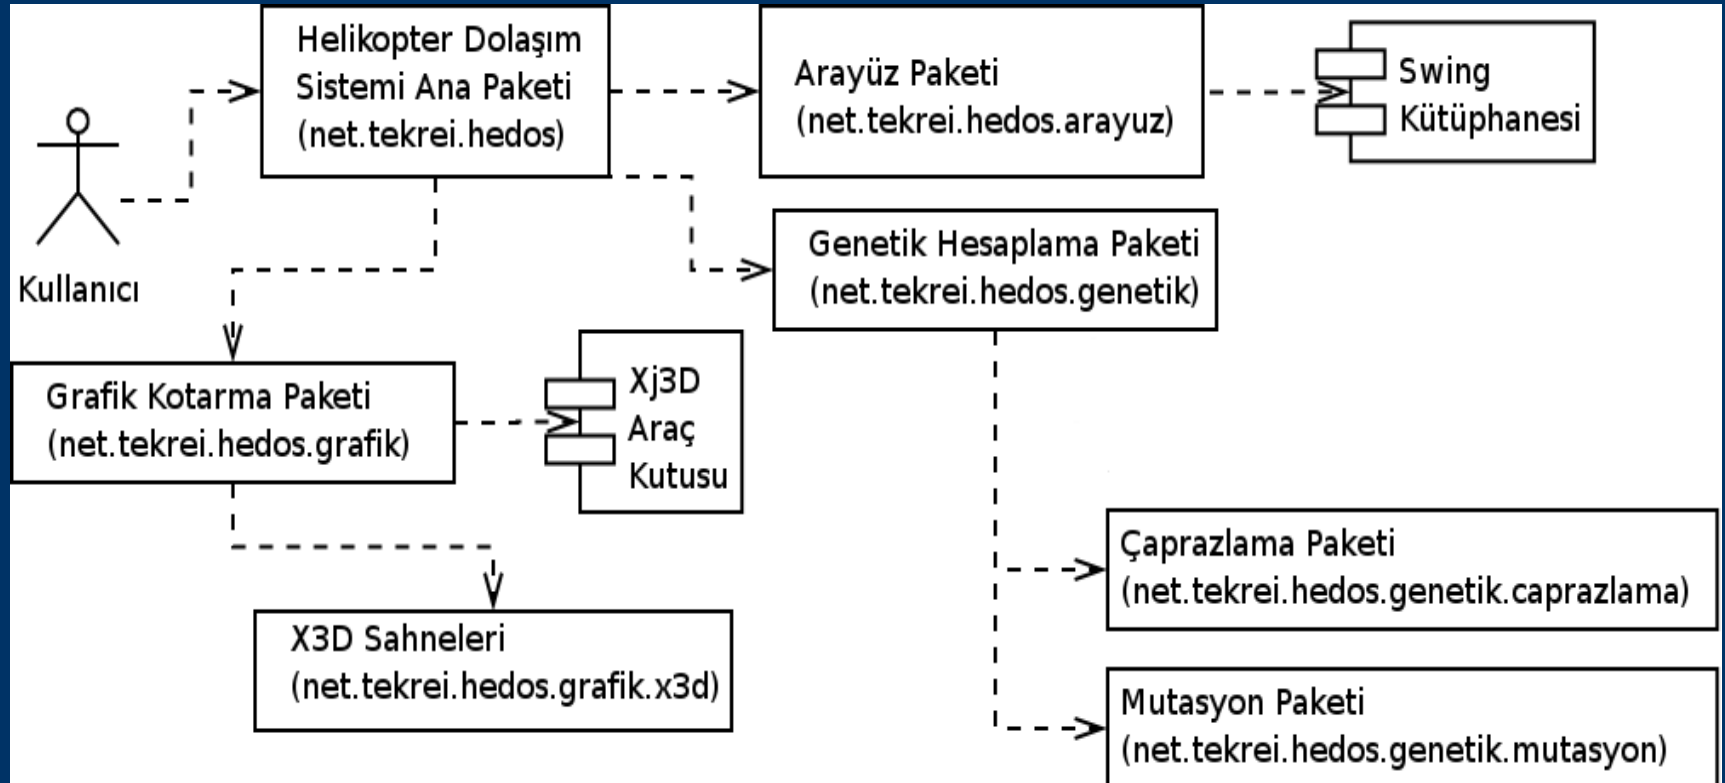 Helikopter Dolaşım
Sistemi Ana Paketi
(net.tekrei.hedos)
Arayüz Paketi
(net.tekrei.hedos.arayuz)
Swing
Kütüphanesi
Kullanıcı
Genetik Hesaplama Paketi
(net.tekrei.hedos.genetik)
Grafik Kotarma Paketi
(net.tekrei.hedos.grafik)
Xj3D
Araç
Kutusu
Çaprazlama Paketi
(net.tekrei.hedos.genetik.caprazlama)
X3D Sahneleri
(net.tekrei.hedos.grafik.x3d)
Mutasyon Paketi
(net.tekrei.hedos.genetik.mutasyon)